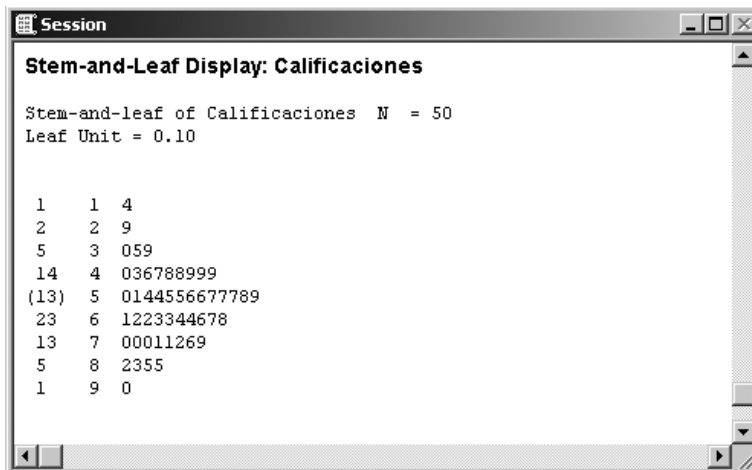 Session
Stem-and-Leaf Display: Calificaciones
Stem-and-leaf of Calificaciones N = 50
Leaf Unit = 0.10
1 1 4
2 2 9
5 3 059
14 4 036788999
(13) 5 0144556677789
23 6 1223344678
13 7 00011269
5 8 2355
1 9 0